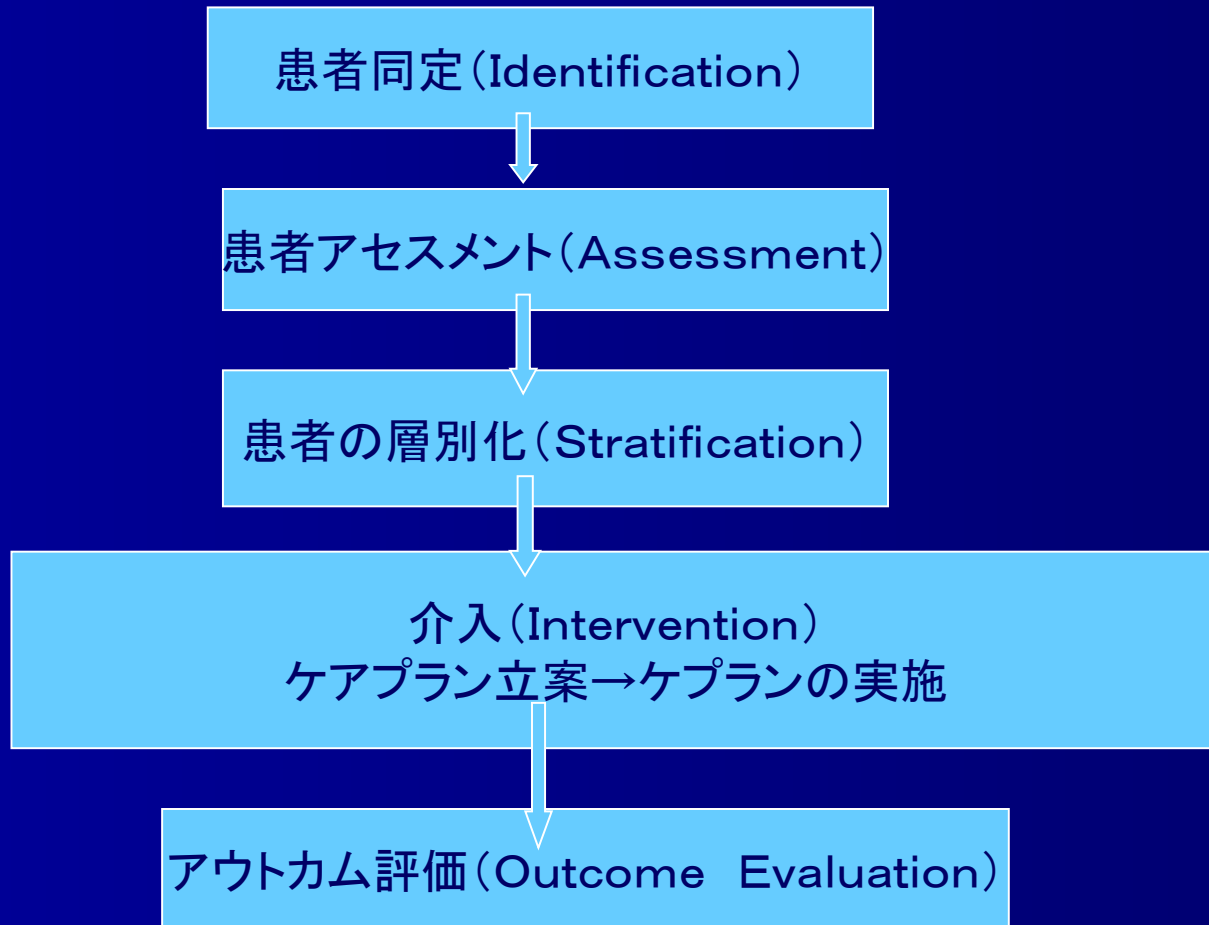 患者同定（Identification）
患者アセスメント（Assessment）
患者の層別化（Stratification）
介入（Intervention）
ケアプラン立案→ケプランの実施
アウトカム評価（Outcome　Evaluation）